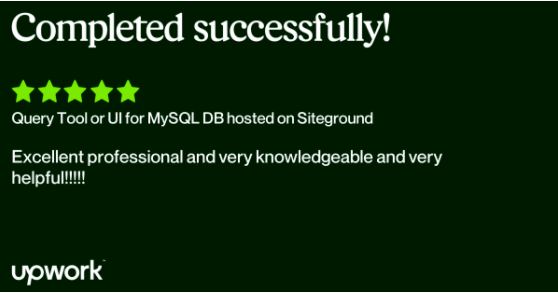 Completed successfully!
Query Tool or UI for MySQL DB hosted on Siteground
Excellent professional and very knowledgeable and very
helpful!!!!!
upwork